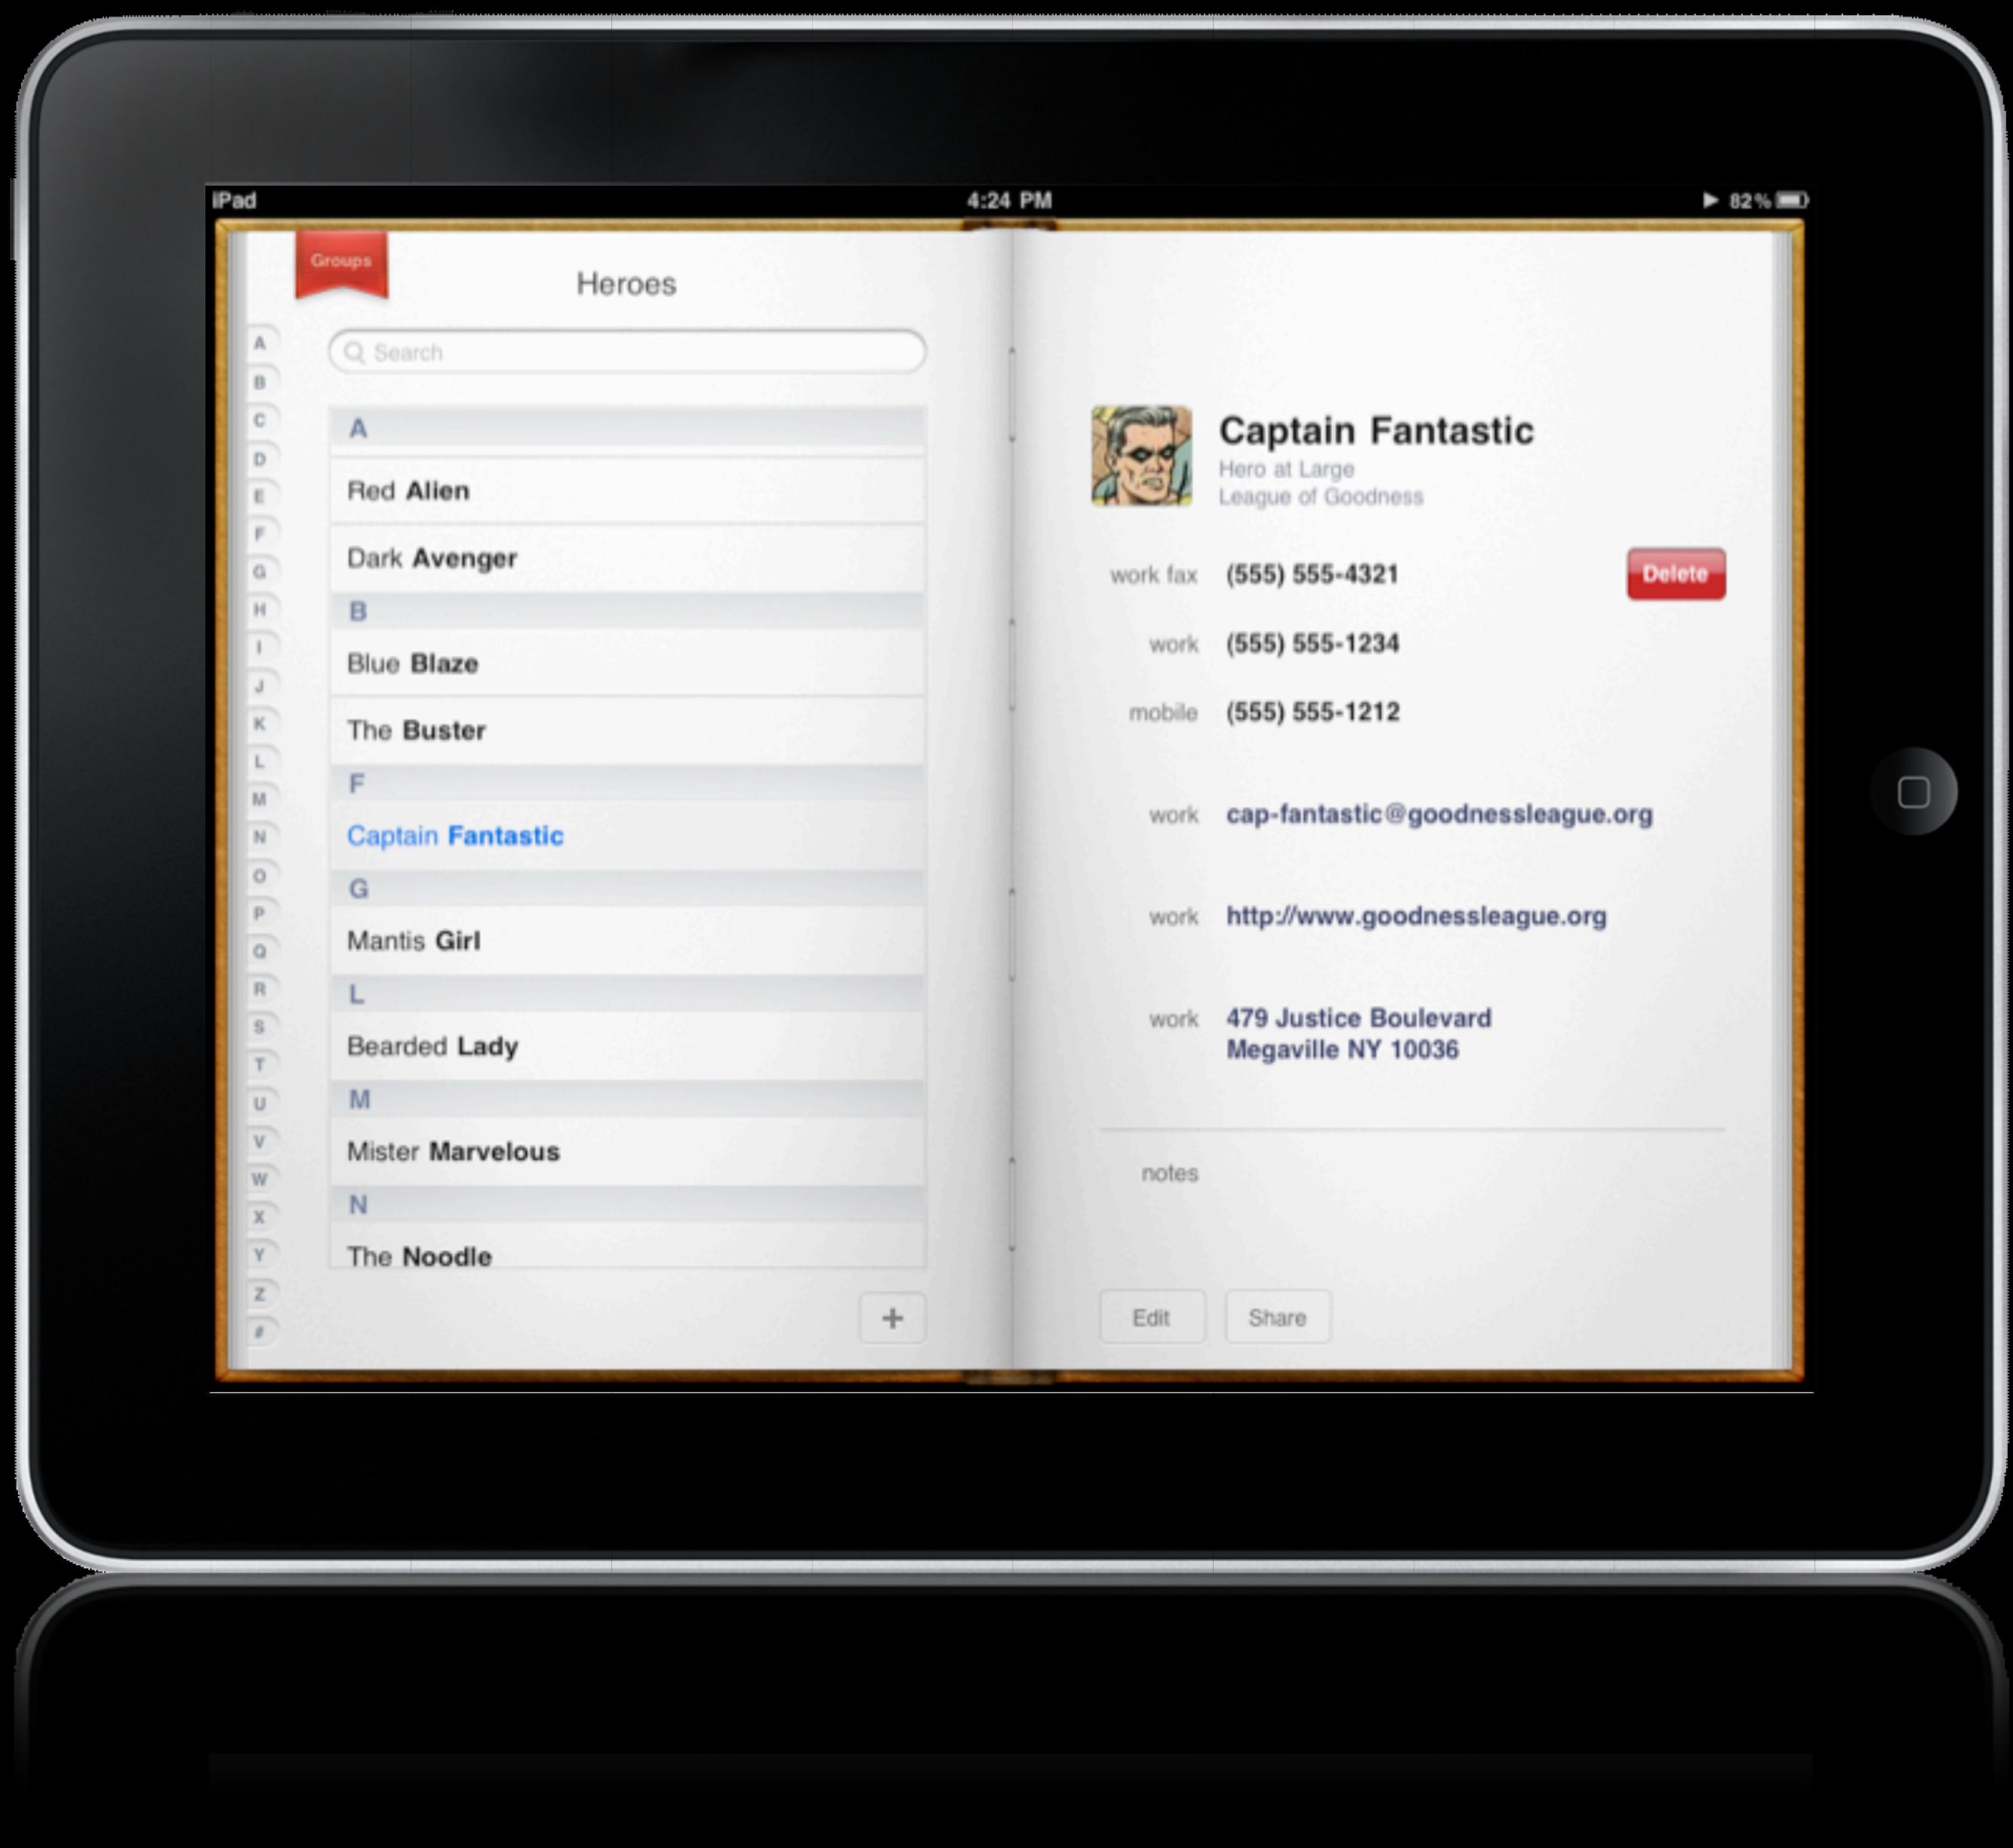 iPad
4:24 PM
82%
Groups
Heroes
Search
A
B
C
D
E
F
G
H
I
J
K
L
M
N
O
P
Q
R
S
T
U
V
W
X
Y
Z
#
A
Red Alien
Dark Avenger
B
Blue Blaze
The Buster
F
Captain Fantastic
G
Mantis Girl
L
Bearded Lady
M
Mister Marvelous
N
The Noodle
+
Captain Fantastic
Hero at Large
League of Goodness
work fax (555) 555-4321 Delete
work (555) 555-1234
mobile (555) 555-1212
work cap-fantastic@goodnessleague.org
work http://www.goodnessleague.org
work 479 Justice Boulevard
Megaville NY 10036
notes
Edit Share